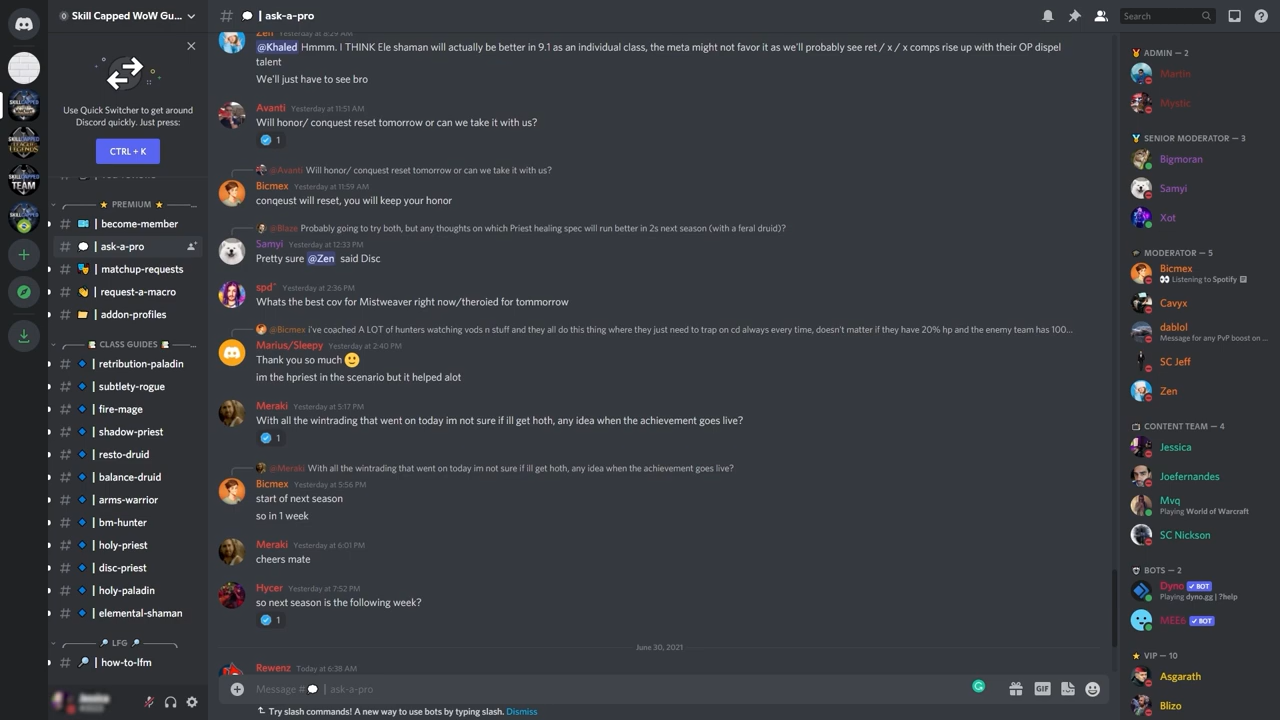 Skill Capped WoW Gu...
# | ask-a-pro
Search
Use Quick Switcher to get around
Discord quickly. Just press:
CTRL + K
PREMIUM
# | become-member
# | ask-a-pro
# | matchup-requests
# | request-a-macro
# | addon-profiles
CLASS GUIDES
# | retribution-paladin
# | subtlety-rogue
# | fire-mage
# | shadow-priest
# | resto-druid
# | balance-druid
# | arms-warrior
# | bm-hunter
# | holy-priest
# | disc-priest
# | holy-paladin
# | elemental-shaman
LFG
# | how-to-lfm
Zen Yesterday at 8:29 AM
@Khaled Hmmm. I THINK Ele shaman will actually be better in 9.1 as an individual class, the meta might not favor it as we'll probably see ret / x / x comps rise up with their OP dispel
talent
We'll just have to see bro
Avanti Yesterday at 11:51 AM
Will honor/ conquest reset tomorrow or can we take it with us?
1
@Avanti Will honor/ conquest reset tomorrow or can we take it with us?
Bicmex Yesterday at 11:59 AM
conqeust will reset, you will keep your honor
@Blaze Probably going to try both, but any thoughts on which Priest healing spec will run better in 2s next season (with a feral druid)?
Samyi Yesterday at 12:33 PM
Pretty sure @Zen said Disc
spd" Yesterday at 2:36 PM
Whats the best cov for Mistweaver right now/theroied for tommorrow
@Bicmex i've coached A LOT of hunters watching vods n stuff and they all do this thing where they just need to trap on cd always every time, doesn't matter if they have 20% hp and the enemy team has 100...
Marius/Sleepy Yesterday at 2:40 PM
Thank you so much 🙂
im the hpriest in the scenario but it helped alot
Meraki Yesterday at 5:17 PM
With all the wintrading that went on today im not sure if ill get hoth, any idea when the achievement goes live?
1
@Meraki With all the wintrading that went on today im not sure if ill get hoth, any idea when the achievement goes live?
Bicmex Yesterday at 5:56 PM
start of next season
so in 1 week
Meraki Yesterday at 6:01 PM
cheers mate
Hycer Yesterday at 7:52 PM
so next season is the following week?
1
June 30, 2021
Rewenz Today at 6:38 AM
Message # | ask-a-pro
GIF
Try slash commands! A new way to use bots by typing slash. Dismiss
ADMIN — 2
Martin
Mystic
SENIOR MODERATOR — 3
Bigmoran
Samyi
Xot
MODERATOR — 5
Bicmex
Listening to Spotify
Cavyx
dablol
Message for any PvP boost on ...
SC Jeff
Zen
CONTENT TEAM — 4
Jessica
Joefernandes
Mvq
Playing World of Warcraft
SC Nickson
BOTS — 2
Dyno BOT
Playing dyno.gg | ?help
MEE6 BOT
VIP — 10
Asgarath
Blizo